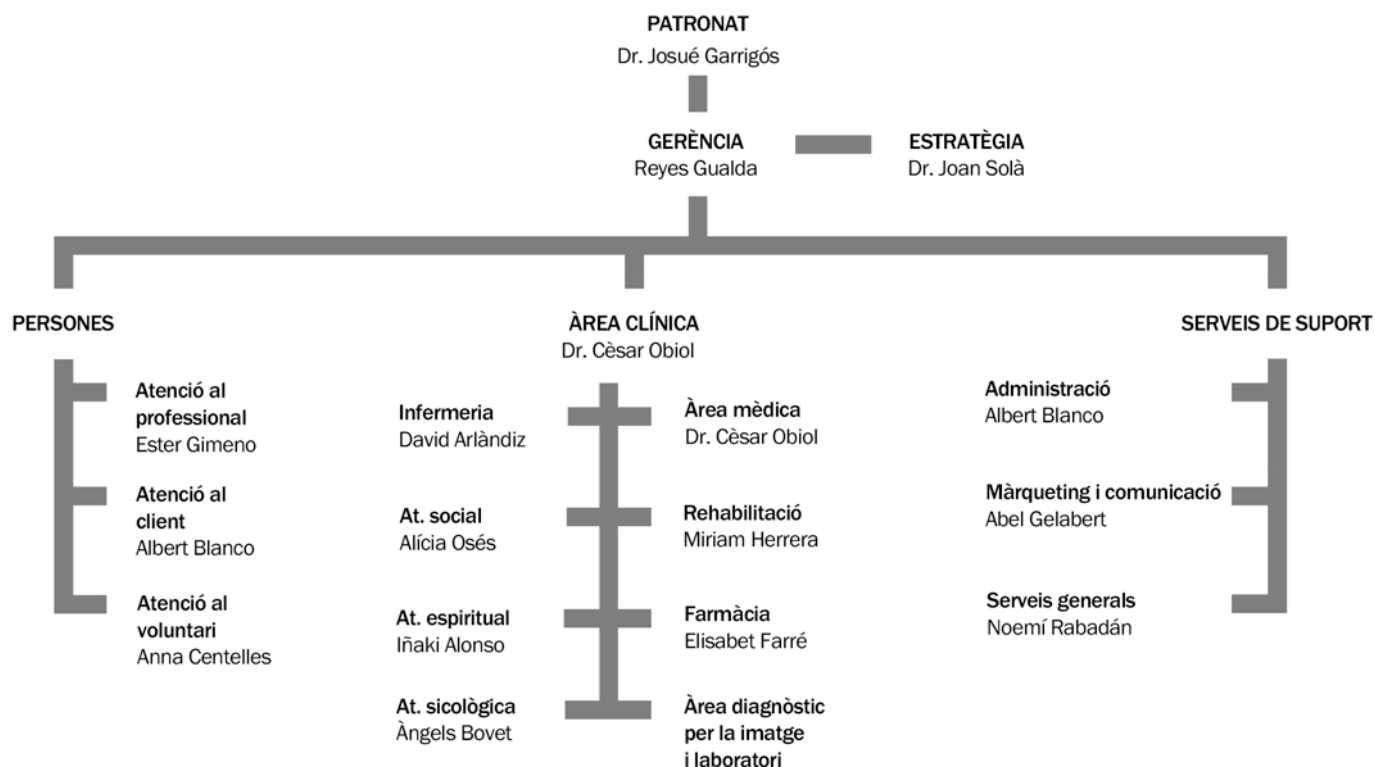 PATRONAT
Dr. Josué Garrigós
GERÈNCIA
Reyes Gualda
ESTRATÈGIA
Dr. Joan Solà
PERSONES
Atenció al
professional
Ester Gimeno
Atenció al
client
Albert Blanco
Atenció al
voluntari
Anna Centelles
ÀREA CLÍNICA
Dr. Cèsar Obiol
Infermeria
David Arlàndiz
At. social
Alícia Osés
At. espiritual
Iñaki Alonso
At. sicològica
Àngels Bovet
Àrea mèdica
Dr. Cèsar Obiol
Rehabilitació
Miriam Herrera
Farmàcia
Elisabet Farré
Àrea diagnòstic
per la imatge
i laboratori
SERVEIS DE SUPORT
Administració
Albert Blanco
Màrqueting i comunicació
Abel Gelabert
Serveis generals
Noemí Rabadán